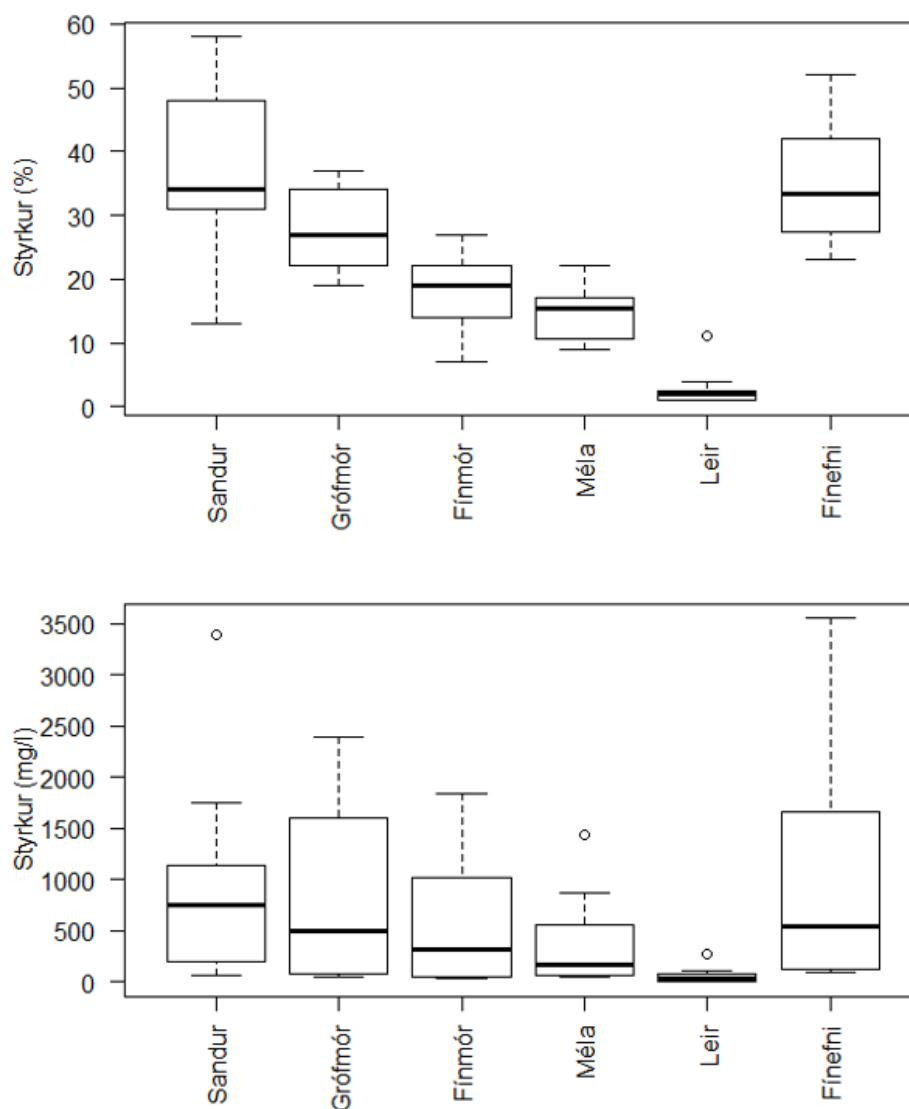 Styrkur (%)
60
50
40
30
20
10
0
Sandur
Grófmór
Fínmór
Méla
Leir
Fínefni
Styrkur (mg/l)
3500
3000
2500
2000
1500
1000
500
0
Sandur
Grófmór
Fínmór
Méla
Leir
Fínefni